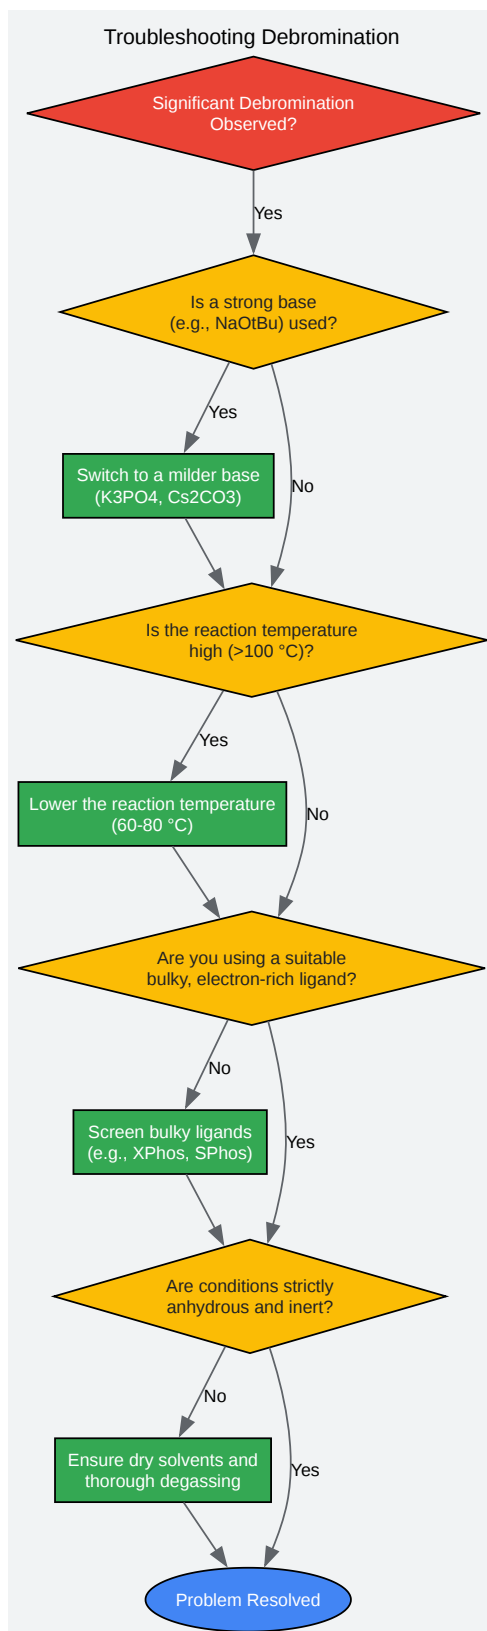 Troubleshooting Debromination
Significant Debromination
Observed?
Yes
Is a strong base
(e.g., NaOtBu) used?
Yes
Switch to a milder base
(K3PO4, Cs2CO3)
No
Is the reaction temperature
high (>100 °C)?
Yes
Lower the reaction temperature
(60-80 °C)
No
Are you using a suitable
bulky, electron-rich ligand?
No
Screen bulky ligands
(e.g., XPhos, SPhos)
Yes
Are conditions strictly
anhydrous and inert?
No
Ensure dry solvents and
thorough degassing
Yes
Problem Resolved